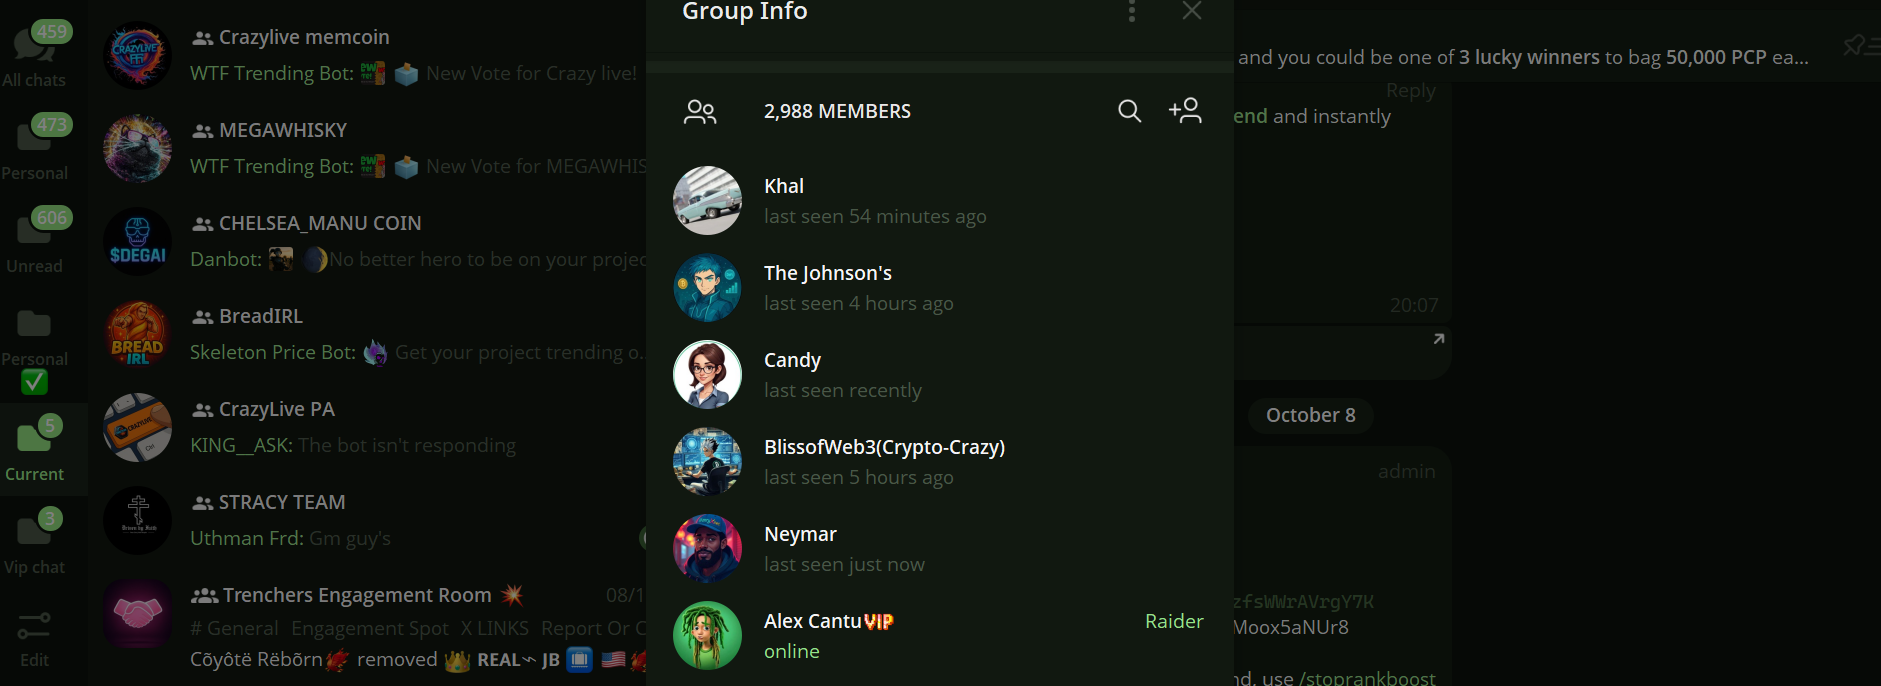 459
All chats
473
Personal
606
Unread
Personal
5
Current
3
Vip chat
Edit
Crazylive memcoin
WTF Trending Bot: New Vote for Crazy live!
MEGAWHISKY
WTF Trending Bot: New Vote for MEGAWHIS
CHELSEA_MANU COIN
$DEGAI
Danbot: No better hero to be on your projec
BreadIRL
BREAD
IRL
Skeleton Price Bot: Get your project trending o...
CrazyLive PA
KING__ASK: The bot isn't responding
STRACY TEAM
Uthman Frd: Gm guy's
Trenchers Engagement Room 08/1
# General Engagement Spot X LINKS Report Or C
Cõyôtë Rëbõrn removed REAL~ JB
Group Info
2,988 MEMBERS
Khal
last seen 54 minutes ago
The Johnson's
last seen 4 hours ago
Candy
last seen recently
BlissofWeb3(Crypto-Crazy)
last seen 5 hours ago
Neymar
last seen just now
Alex Cantu VIP Raider
online
and you could be one of 3 lucky winners to bag 50,000 PCP ea...
Reply
end and instantly
20:07
October 8
admin
zfsWWrAVrgY7K
Moox5aNUr8
nd, use /stoprankboost